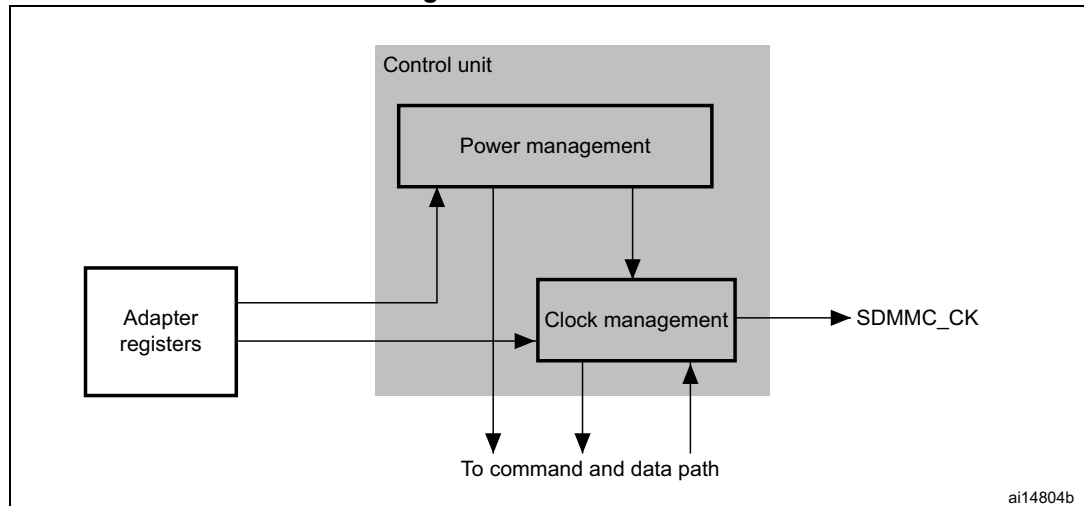 Control unit
Power management
Adapter
registers
Clock management
SDMMC_CK
To command and data path
ai14804b